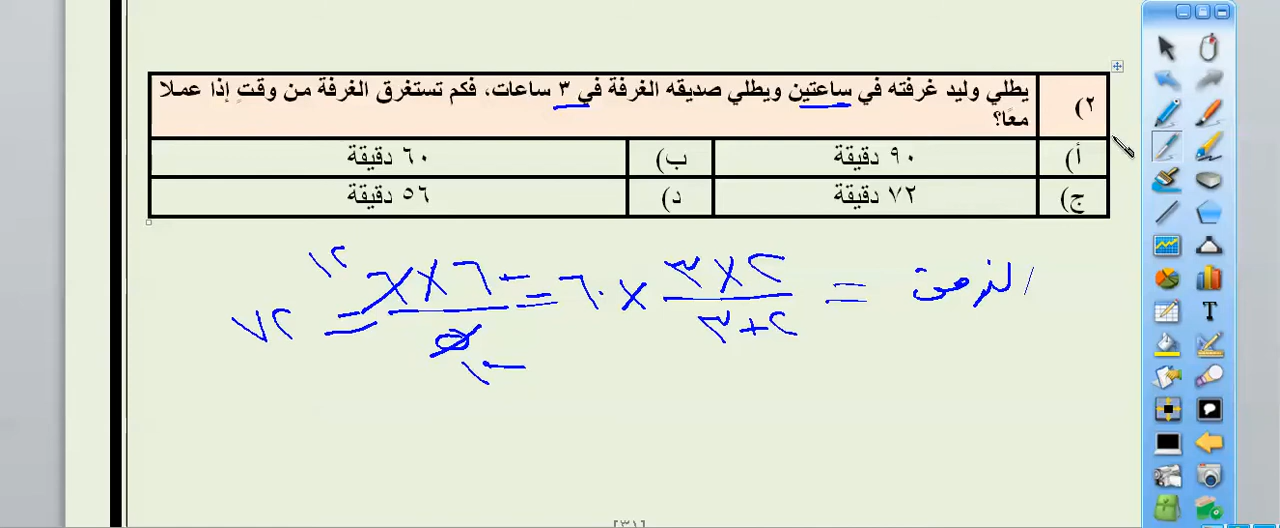 ٢) يطلي وليد غرفته في ساعتين ويطلي صديقه الغرفة في ٣ ساعات، فكم تستغرق الغرفة من وقتٍ إذا عملا
معًا؟
أ) ٩٠ دقيقة ب) ٦٠ دقيقة
ج) ٧٢ دقيقة د) ٥٦ دقيقة
الزمن = ٢×٣ / ٢+٣ × ٦٠ = ٦٠×٦ / ٥ = ٧٢
١٢
[٣١]